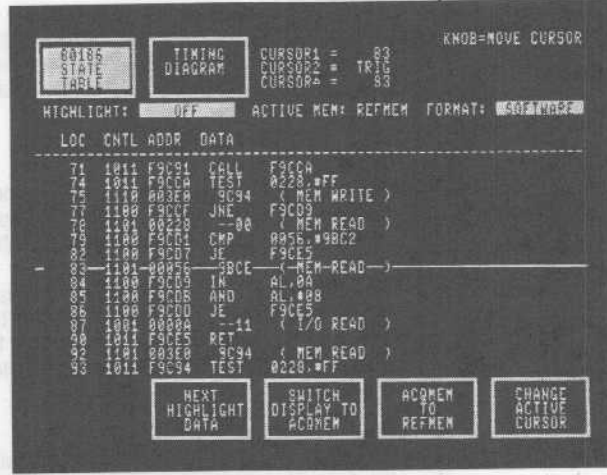 KNOB=MOVE CURSOR
80186 STATE TABLE
TIMING DIAGRAM
CURSOR1 = 83
CURSOR2 = TRIG
CURSOR△ = 83
HIGHLIGHT: OFF ACTIVE MEM: REFMEM FORMAT: SOFTWARE
LOC CNTL ADDR DATA
71 1011 F9C91 CALL F9CCA
74 1011 F9CCA TEST 0228,#FF
75 1110 003E0 9C94 ( MEM WRITE )
77 1100 F9CCF JNE F9CD9
78 1101 00228 --00 ( MEM READ )
79 1100 F9CD1 CMP 0056,#9BC2
82 1100 F9CD7 JE F9CE5
83 1101 00056 9BCE ( MEM READ )
84 1100 F9CD9 IN AL,0A
85 1100 F9CDB AND AL,#08
86 1100 F9CDD JE F9CE5
87 1001 0000A --11 ( I/O READ )
90 1011 F9CE5 RET
92 1101 003E0 9C94 ( MEM READ )
93 1011 F9C94 TEST 0228,#FF
NEXT HIGHLIGHT DATA
SWITCH DISPLAY TO ACQMEM
ACQMEM TO REFMEM
CHANGE ACTIVE CURSOR